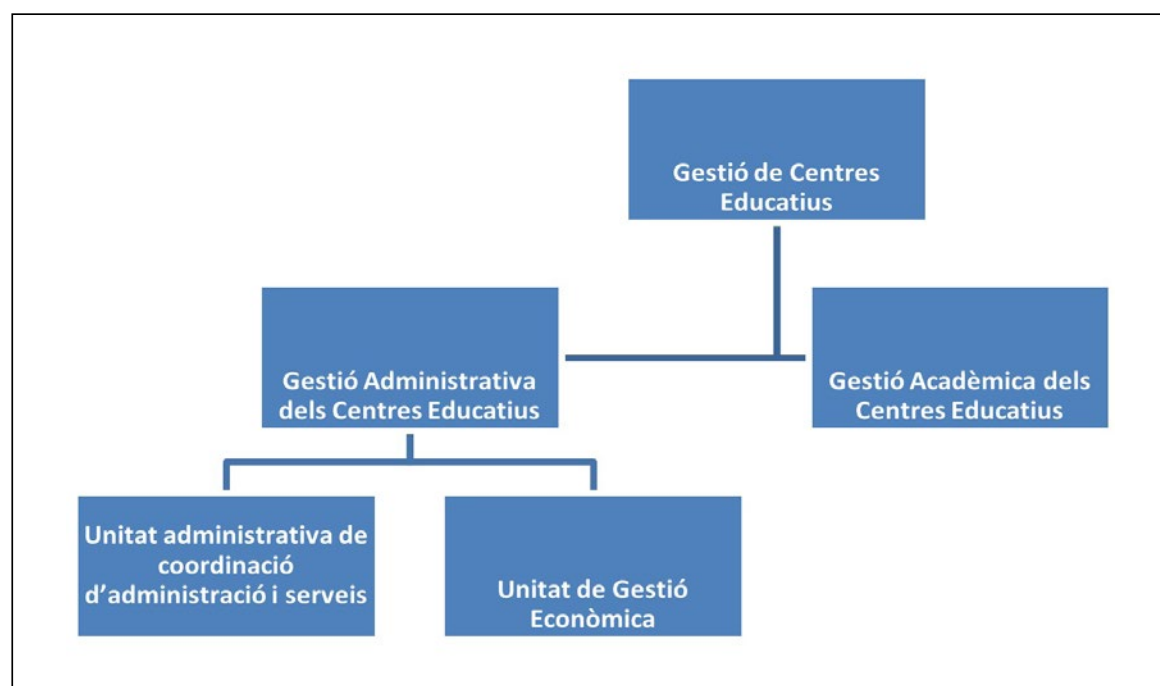 Gestió de Centres
Educatius
Gestió Administrativa
dels Centres Educatius
Gestió Acadèmica dels
Centres Educatius
Unitat administrativa de
coordinació
d’administració i serveis
Unitat de Gestió
Econòmica